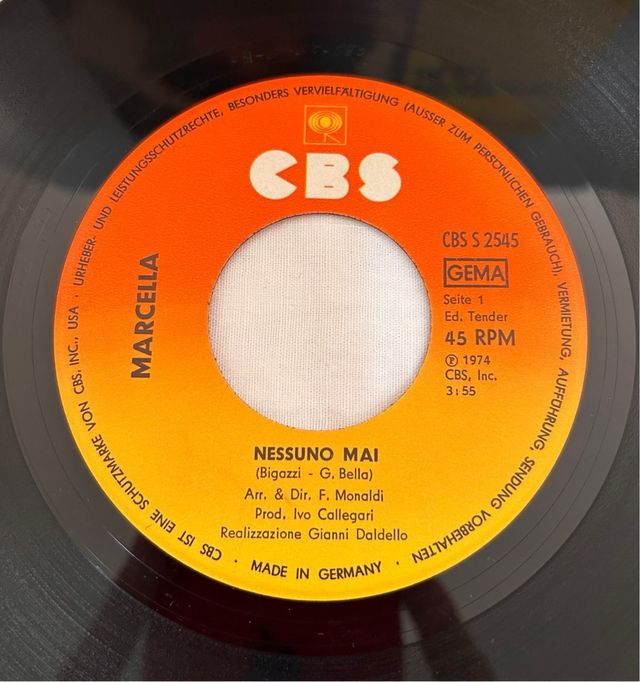 CBS
URHEBER- UND LEISTUNGSSCHUTZRECHTE, BESONDERS VERVIELFÄLTIGUNG (AUSSER ZUM PERSÖNLICHEN GEBRAUCH), VERMIETUNG, AUFFÜHRUNG, SENDUNG VORBEHALTEN
MARCELLA
CBS S 2545
GEMA
Seite 1
Ed. Tender
45 RPM
℗ 1974
CBS, Inc.
3:55
NESSUNO MAI
(Bigazzi - G. Bella)
Arr. & Dir. F. Monaldi
Prod. Ivo Callegari
Realizzazione Gianni Daldello
· MADE IN GERMANY ·
CBS IST EINE SCHUTZMARKE VON CBS, INC., USA ·